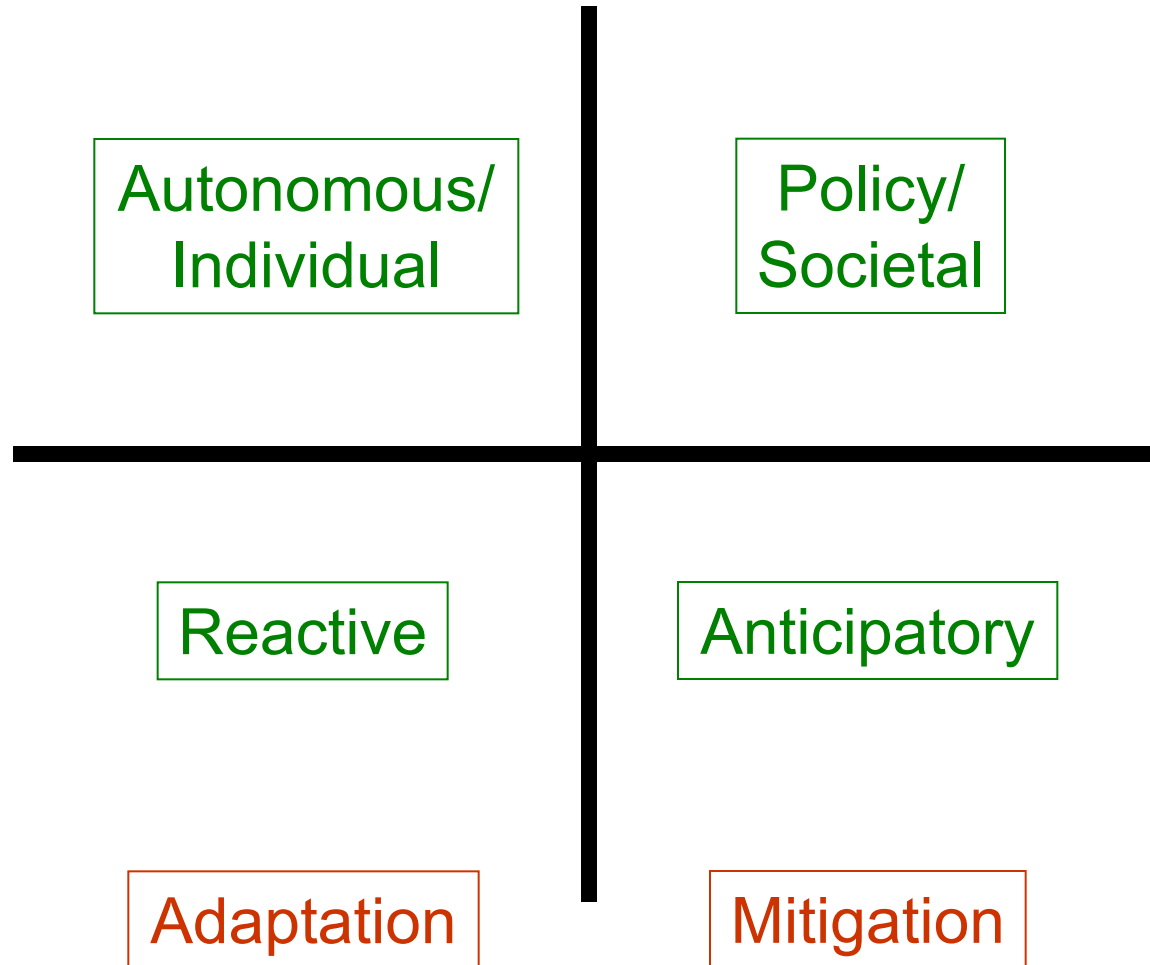 Autonomous/
Individual
Policy/
Societal
Reactive
Anticipatory
Adaptation
Mitigation